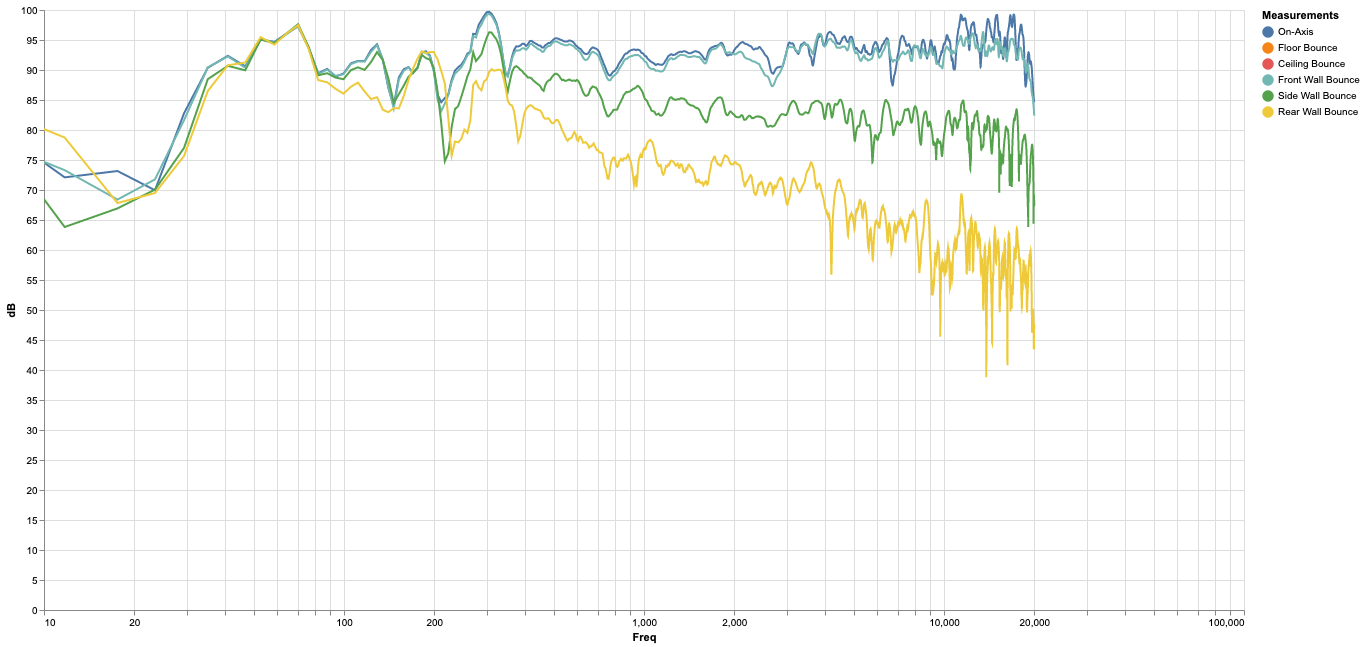 Measurements
On-Axis
Floor Bounce
Ceiling Bounce
Front Wall Bounce
Side Wall Bounce
Rear Wall Bounce
dB
100
95
90
85
80
75
70
65
60
55
50
45
40
35
30
25
20
15
10
5
0
10 20 100 200 1,000 2,000 10,000 20,000 100,000
Freq